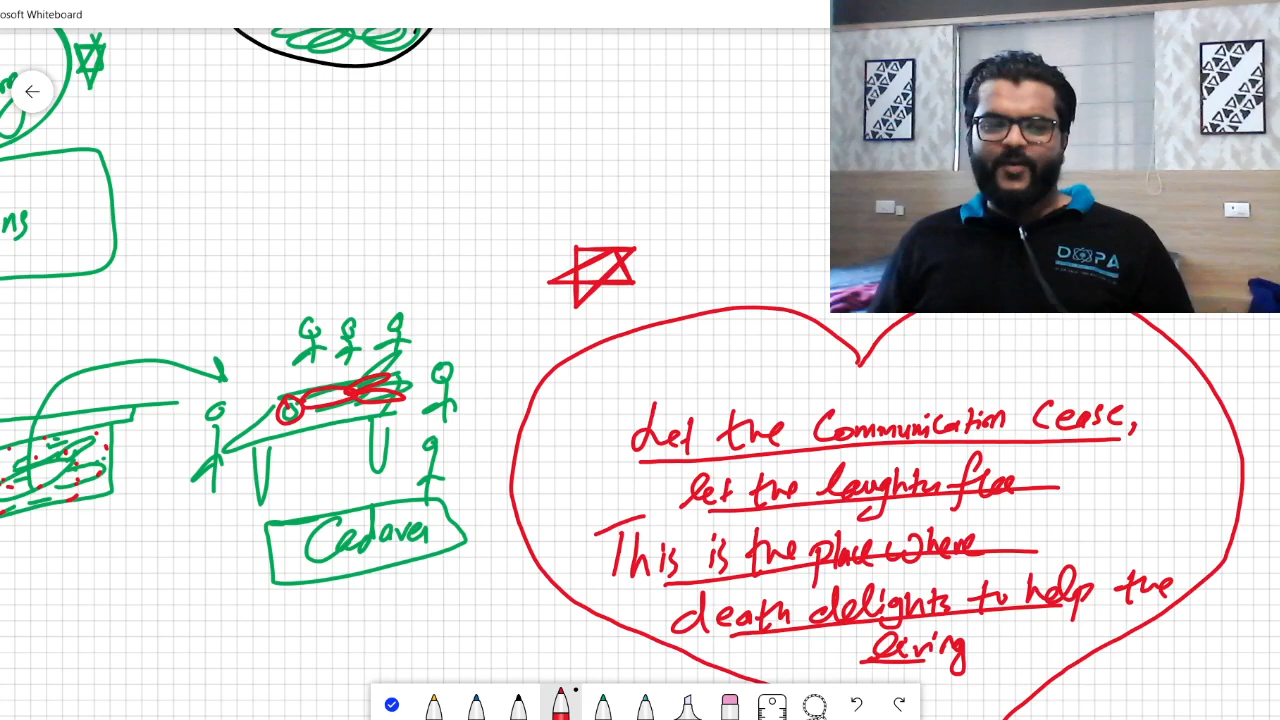 osoft Whiteboard
ns
DOPA
Let the Communication Cease,
let the laughter flee
This is the place where
death delights to help the
living
Cadaver